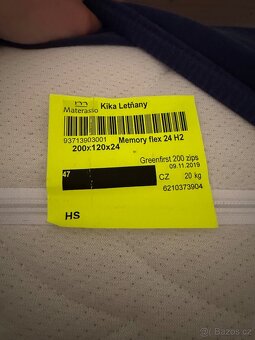 Materasso
Kika Letňany
93713903001
Memory flex 24 H2
200x120x24
Greenfirst 200 zips
09.11.2019
47
CZ
20 kg
6210373904
HS
Bazoš.cz